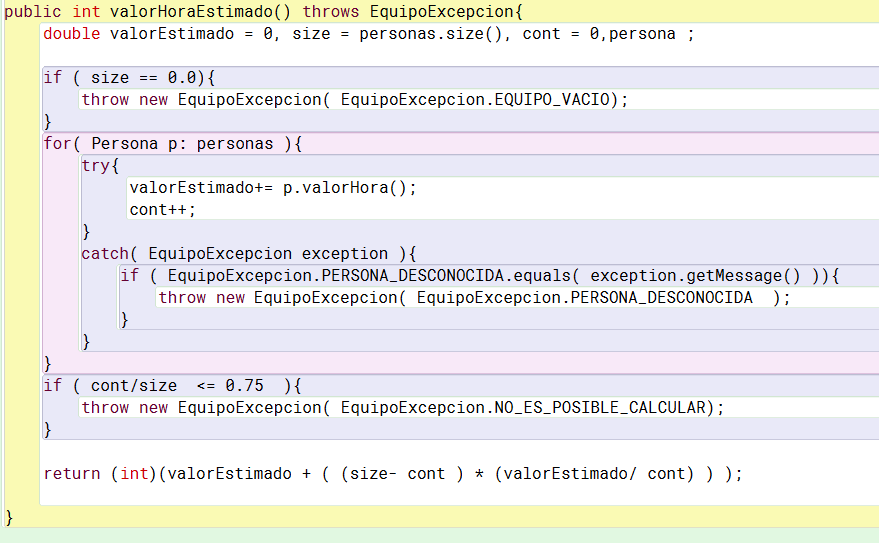 public int valorHoraEstimado() throws EquipoExcepcion{
double valorEstimado = 0, size = personas.size(), cont = 0,persona ;
if ( size == 0.0){
throw new EquipoExcepcion( EquipoExcepcion.EQUIPO_VACIO);
}
for( Persona p: personas ){
try{
valorEstimado+= p.valorHora();
cont++;
}
catch( EquipoExcepcion exception ){
if ( EquipoExcepcion.PERSONA_DESCONOCIDA.equals( exception.getMessage() )){
throw new EquipoExcepcion( EquipoExcepcion.PERSONA_DESCONOCIDA  );
}
}
}
if ( cont/size  <= 0.75  ){
throw new EquipoExcepcion( EquipoExcepcion.NO_ES_POSIBLE_CALCULAR);
}
return (int)(valorEstimado + ( (size- cont ) * (valorEstimado/ cont) ) );
}